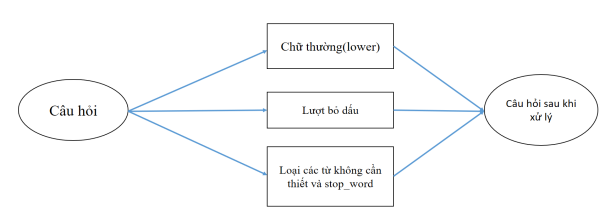 Câu hỏi
Chữ thường(lower)
Lượt bỏ dấu
Loại các từ không cần
thiết và stop_word
Câu hỏi sau khi
xử lý